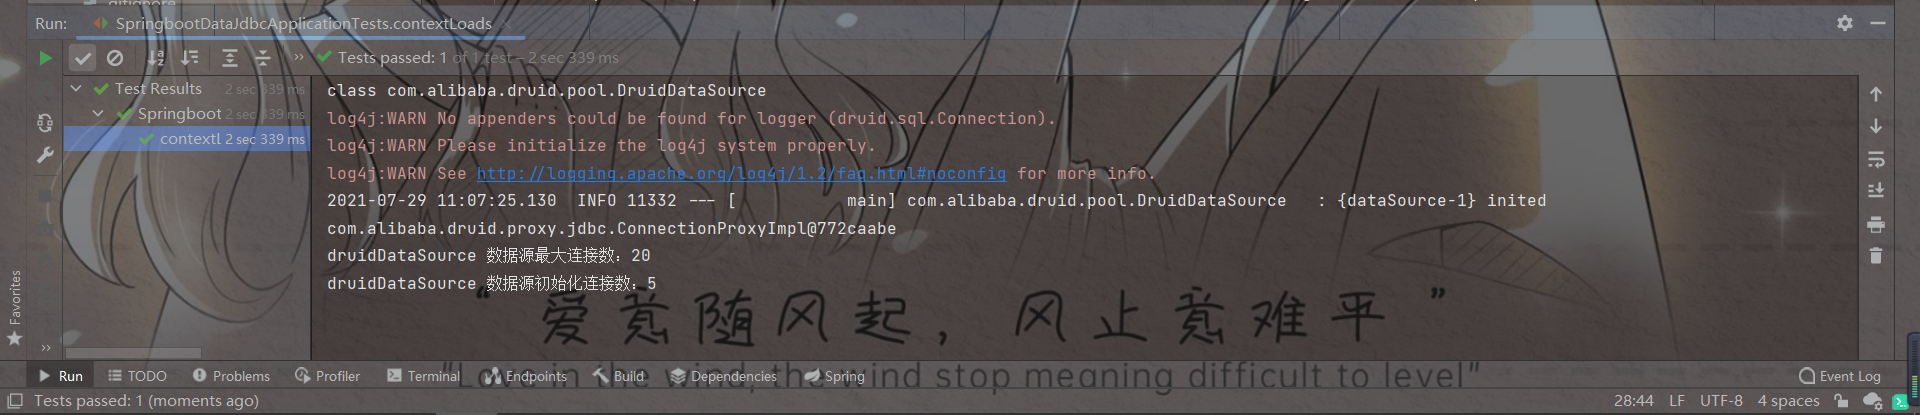 .gitignore
Run: SpringbootDataJdbcApplicationTests.contextLoads
Tests passed: 1 of 1 test – 2 sec 339 ms
Test Results 2 sec 339 ms
Springboot 2 sec 339 ms
contextl 2 sec 339 ms
class com.alibaba.druid.pool.DruidDataSource
log4j:WARN No appenders could be found for logger (druid.sql.Connection).
log4j:WARN Please initialize the log4j system properly.
log4j:WARN See http://logging.apache.org/log4j/1.2/faq.html#noconfig for more info.
2021-07-29 11:07:25.130  INFO 11332 --- [           main] com.alibaba.druid.pool.DruidDataSource   : {dataSource-1} inited
com.alibaba.druid.proxy.jdbc.ConnectionProxyImpl@772caabe
druidDataSource 数据源最大连接数：20
druidDataSource 数据源初始化连接数：5
“爱意随风起，风止意难平”
"Love in the wind, the wind stop meaning difficult to level"
Favorites
Run TODO Problems Profiler Terminal Endpoints Build Dependencies Spring Event Log
Tests passed: 1 (moments ago) 28:44 LF UTF-8 4 spaces